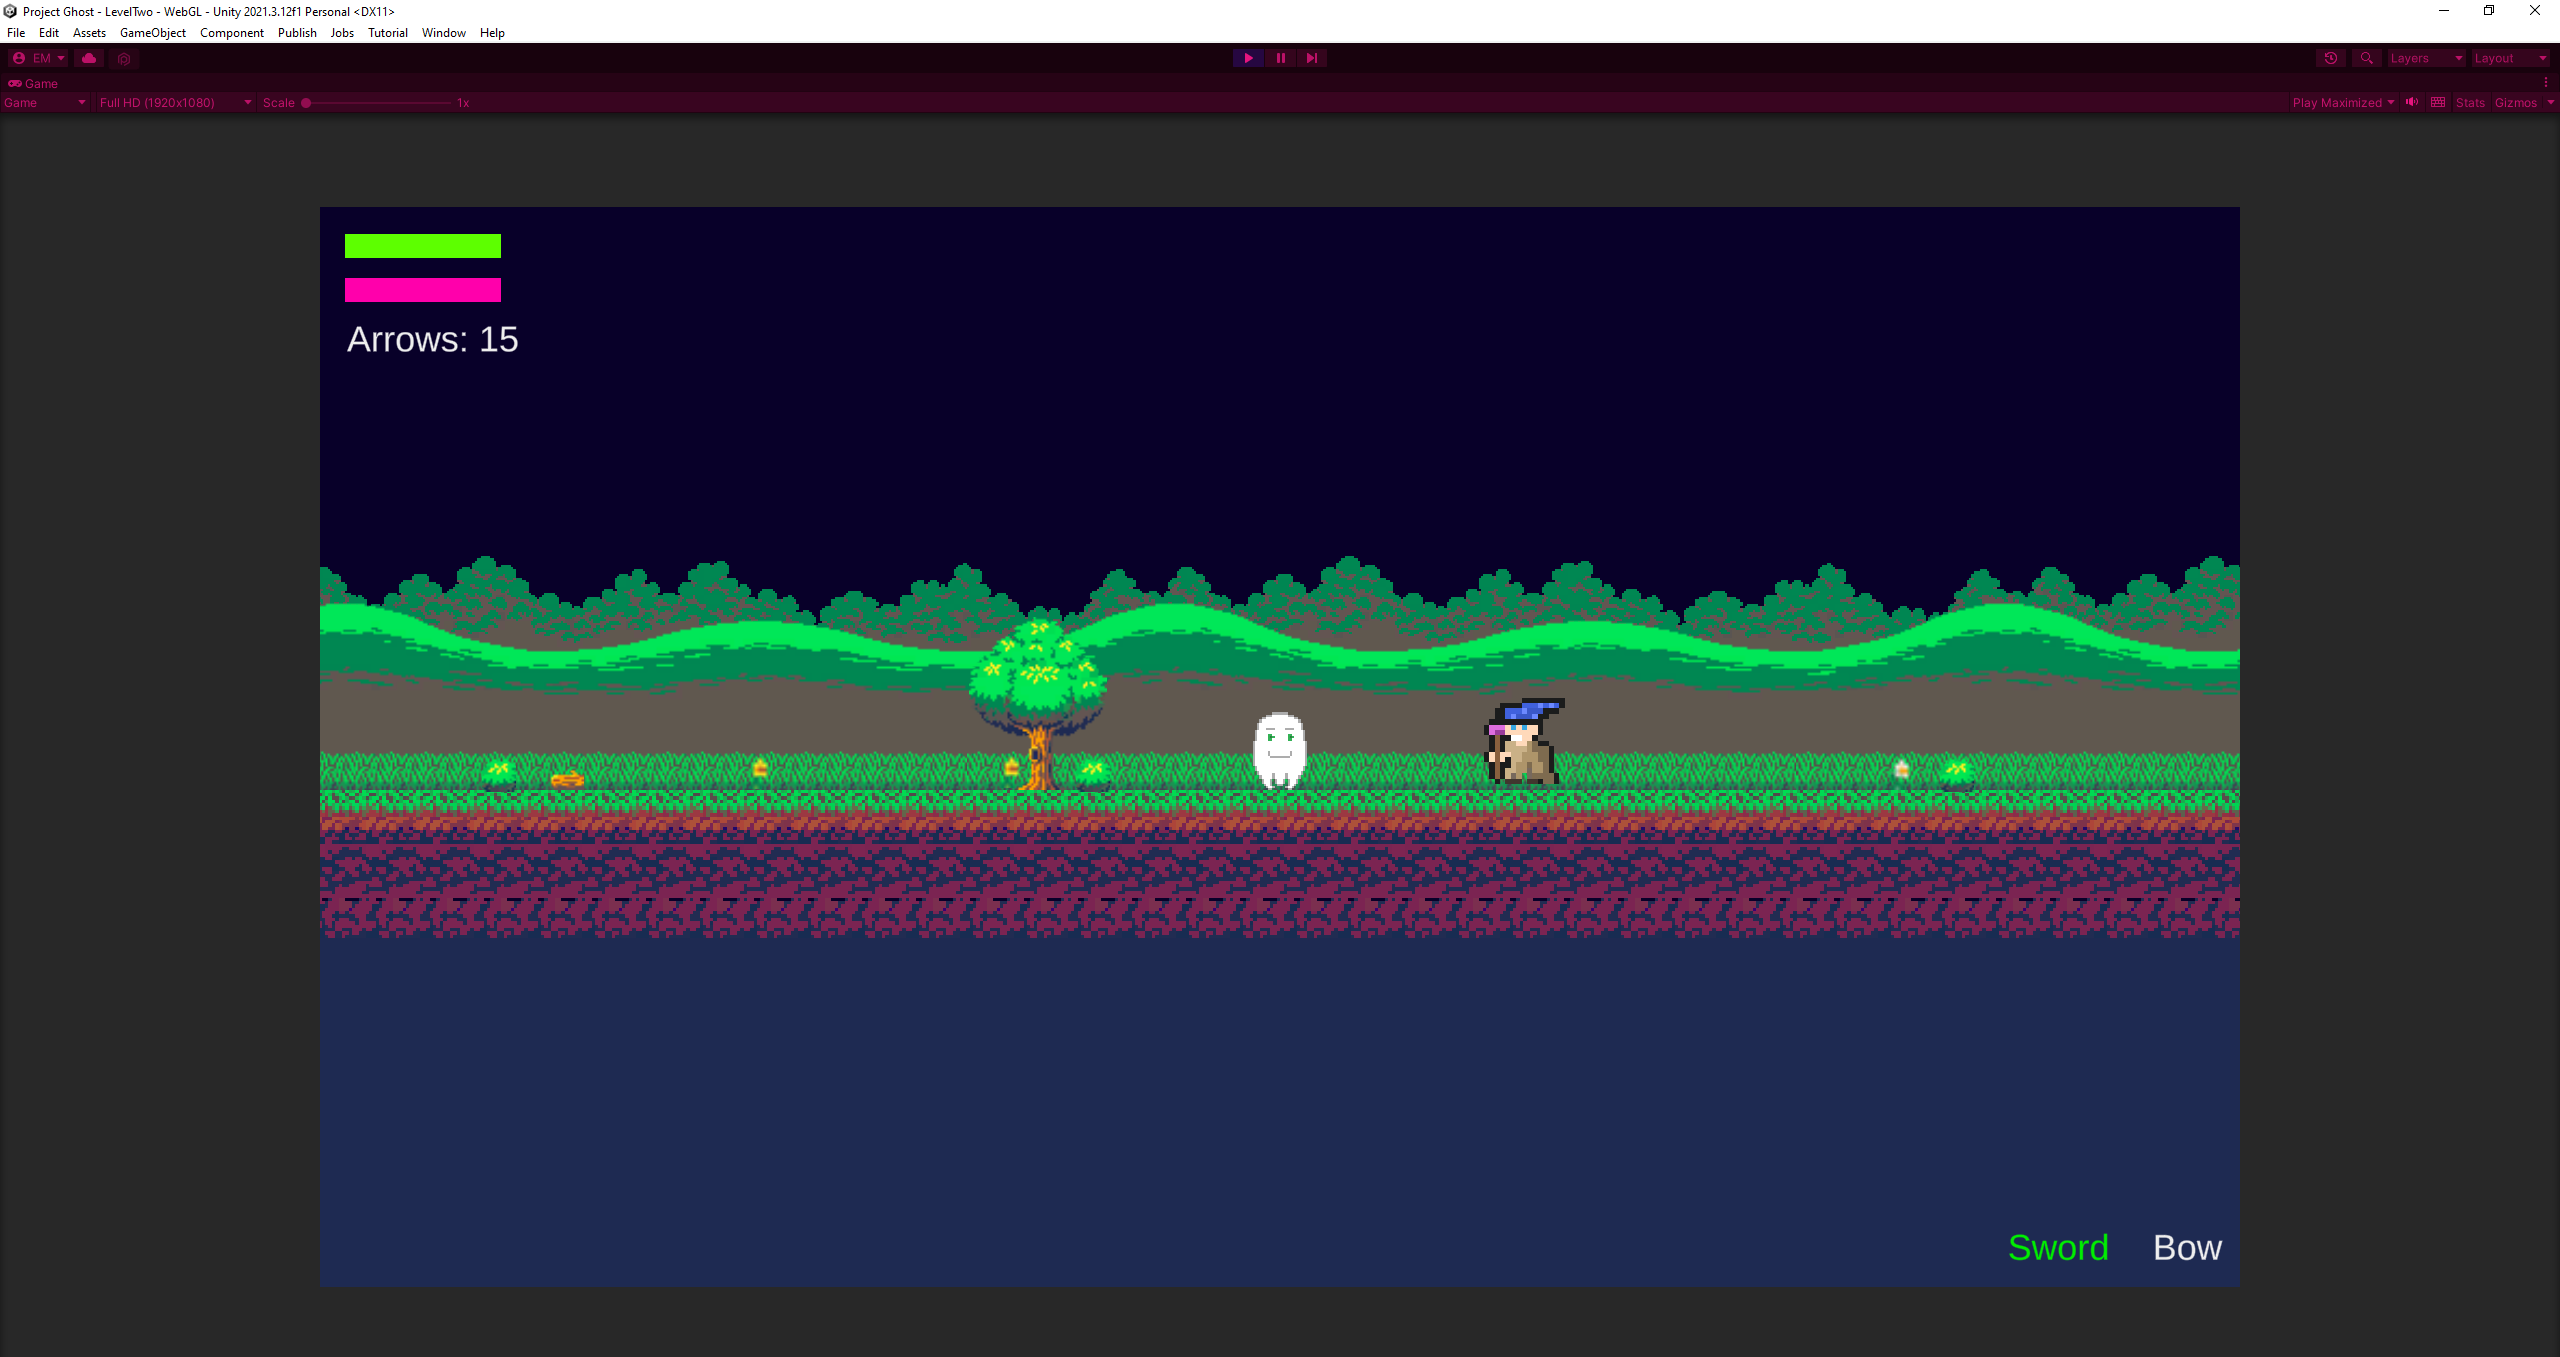 Project Ghost - LevelTwo - WebGL - Unity 2021.3.12f1 Personal <DX11>
File Edit Assets GameObject Component Publish Jobs Tutorial Window Help
EM Layers Layout
Game
Game Full HD (1920x1080) Scale 1x Play Maximized Stats Gizmos
Arrows: 15
Sword Bow